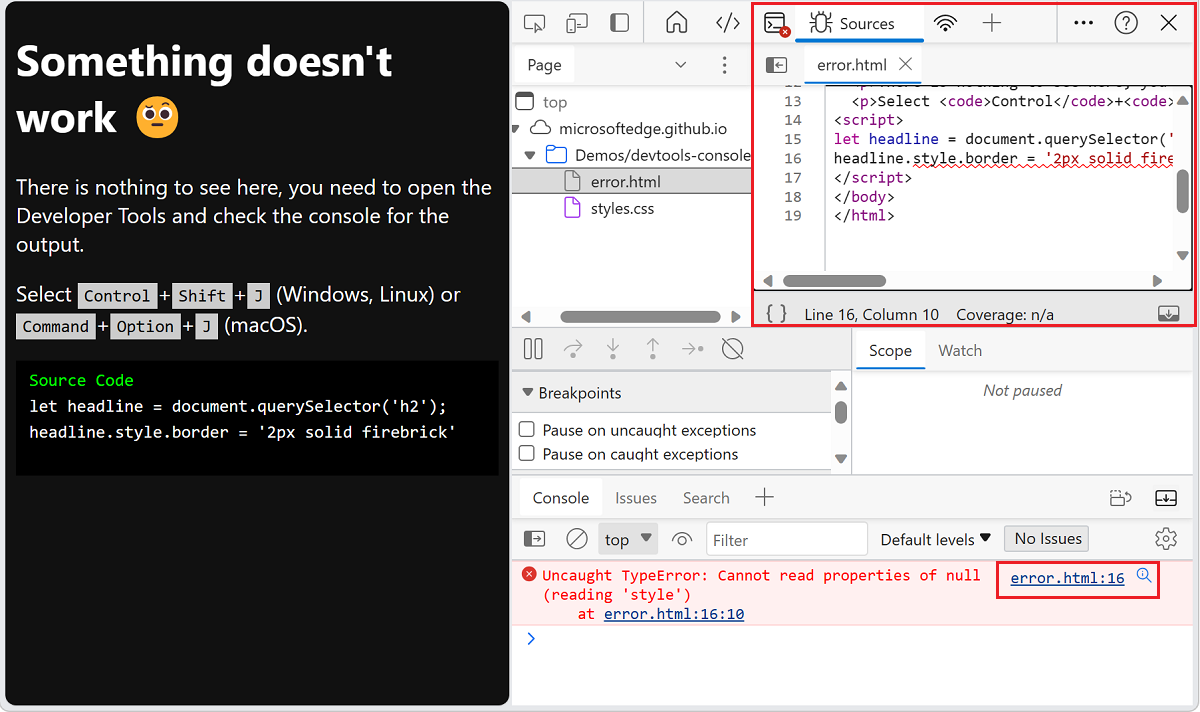 Something doesn't
work
There is nothing to see here, you need to open the
Developer Tools and check the console for the
output.
Select Control+Shift+J (Windows, Linux) or
Command+Option+J (macOS).
Source Code
let headline = document.querySelector('h2');
headline.style.border = '2px solid firebrick'
Sources
Page
top
microsoftedge.github.io
Demos/devtools-console
error.html
styles.css
error.html
13 <p>Select <code>Control</code>+<code>
14 <script>
15 let headline = document.querySelector('
16 headline.style.border = '2px solid fire
17 </script>
18 </body>
19 </html>
{ } Line 16, Column 10 Coverage: n/a
Breakpoints
Pause on uncaught exceptions
Pause on caught exceptions
Scope Watch
Not paused
Console Issues Search
top Filter Default levels No Issues
Uncaught TypeError: Cannot read properties of null error.html:16
(reading 'style')
at error.html:16:10